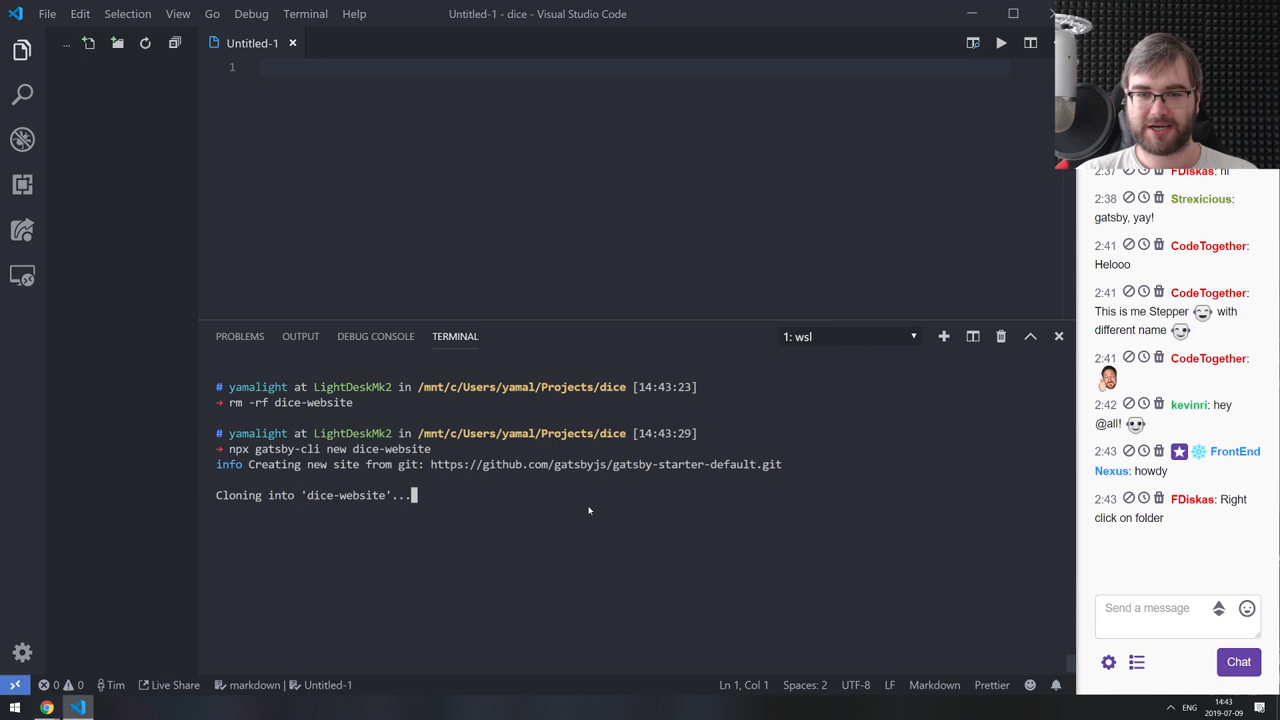 File Edit Selection View Go Debug Terminal Help
Untitled-1 - dice - Visual Studio Code
...
Untitled-1
1
PROBLEMS OUTPUT DEBUG CONSOLE TERMINAL
1: wsl
# yamalight at LightDeskMk2 in /mnt/c/Users/yamal/Projects/dice [14:43:23]
➜ rm -rf dice-website
# yamalight at LightDeskMk2 in /mnt/c/Users/yamal/Projects/dice [14:43:29]
➜ npx gatsby-cli new dice-website
info Creating new site from git: https://github.com/gatsbyjs/gatsby-starter-default.git
Cloning into 'dice-website'...
0 0 Tim Live Share markdown | Untitled-1
Ln 1, Col 1 Spaces: 2 UTF-8 LF Markdown Prettier
2:37 FDiskas: hi
2:38 Strexicious:
gatsby, yay!
2:41 CodeTogether:
Helooo
2:41 CodeTogether:
This is me Stepper with
different name
2:41 CodeTogether:
2:42 kevinri: hey
@all!
2:43 FrontEnd
Nexus: howdy
2:43 FDiskas: Right
click on folder
Send a message
Chat
ENG
14:43
2019-07-09